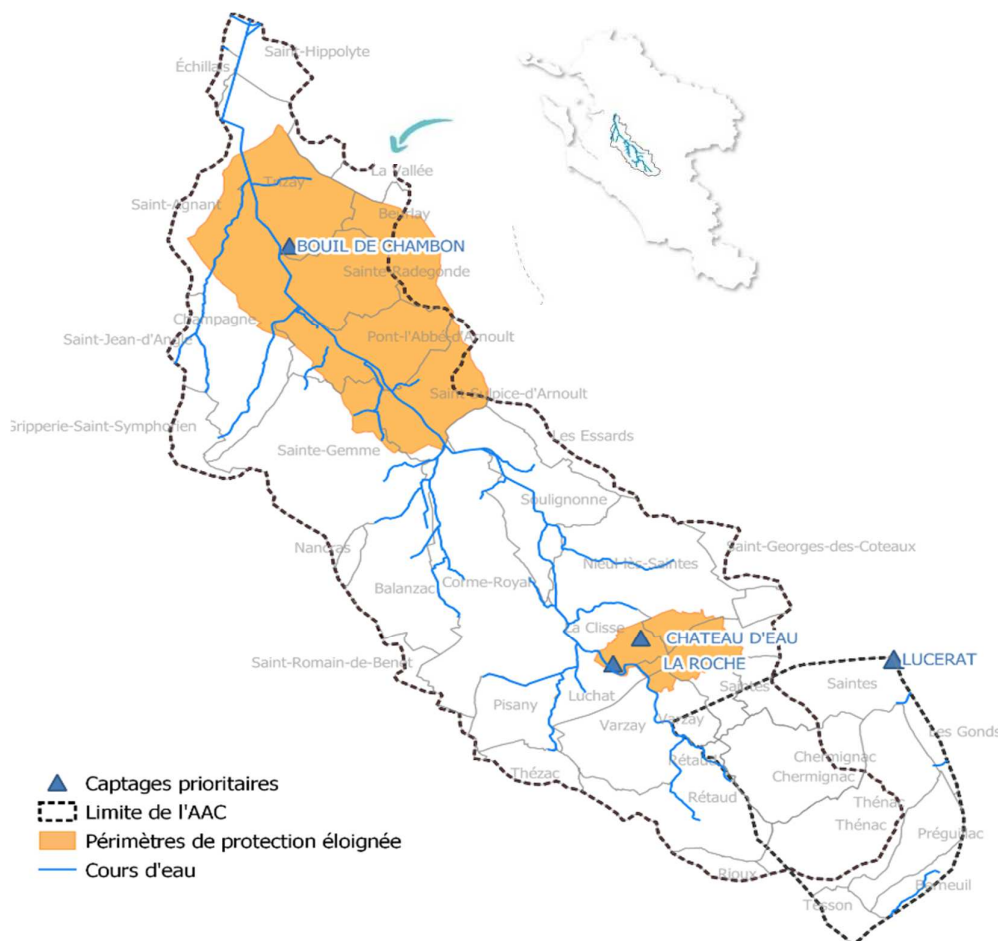 Saint-Hippolyte
Échillais
La Vallée
Trizay
Saint-Agnant
Beurlay
BOUIL DE CHAMBON
Sainte-Radegonde
Champagne
Pont-l'Abbé-d'Arnoult
Saint-Jean-d'Angle
Saint-Sulpice-d'Arnoult
Gripperie-Saint-Symphorien
Les Essards
Sainte-Gemme
Soulignonne
Nancras
Saint-Georges-des-Coteaux
Nieul-lès-Saintes
Balanzac
Corme-Royal
La Clisse
CHATEAU D'EAU
Saint-Romain-de-Benet
LA ROCHE
LUCERAT
Saintes
Saintes
Luchat
Pisany
Varzay
Varzay
Les Gonds
Rétaud
Chermignac
Thézac
Chermignac
Captages prioritaires
Rétaud
Thénac
Limite de l'AAC
Thénac
Préguillac
Périmètres de protection éloignée
Cours d'eau
Rioux
Berneuil
Tesson